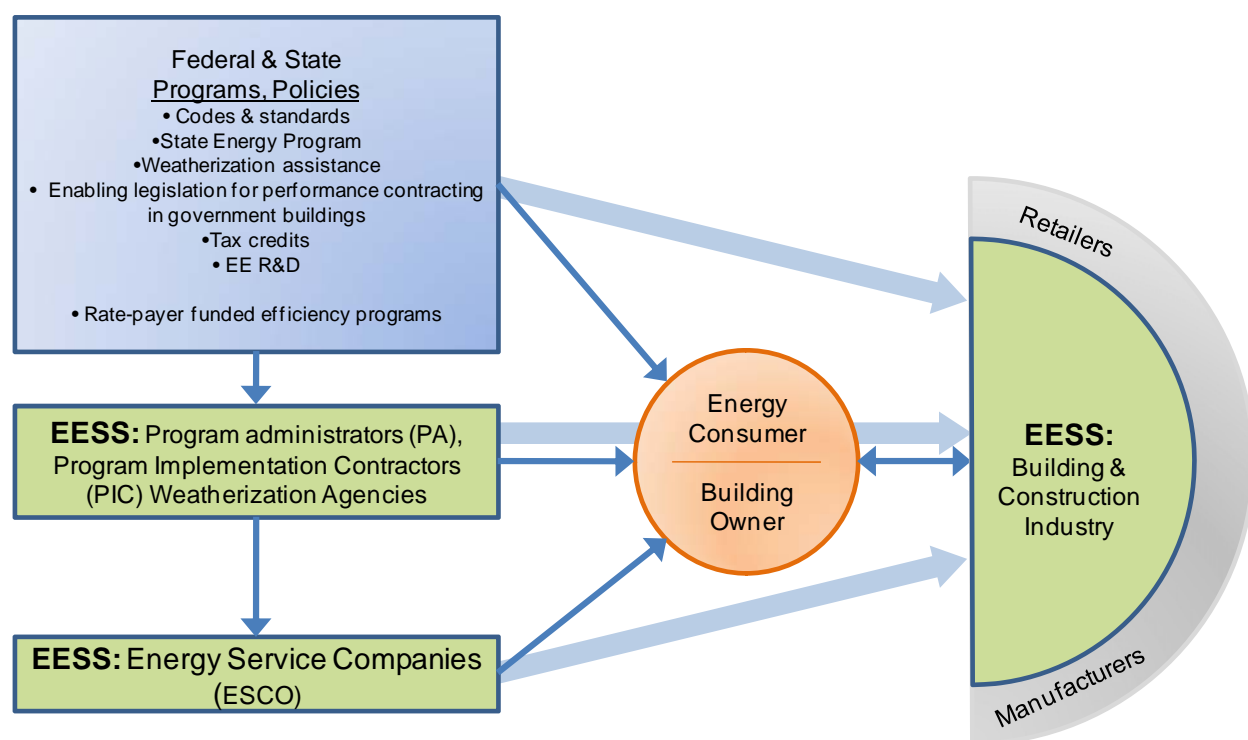 Federal & State
Programs, Policies
• Codes & standards
•State Energy Program
•Weatherization assistance
• Enabling legislation for performance contracting
in government buildings
•Tax credits
• EE R&D
• Rate-payer funded efficiency programs
EESS: Program administrators (PA),
Program Implementation Contractors
(PIC) Weatherization Agencies
EESS: Energy Service Companies
(ESCO)
Energy
Consumer
Building
Owner
EESS:
Building &
Construction
Industry
Retailers
Manufacturers